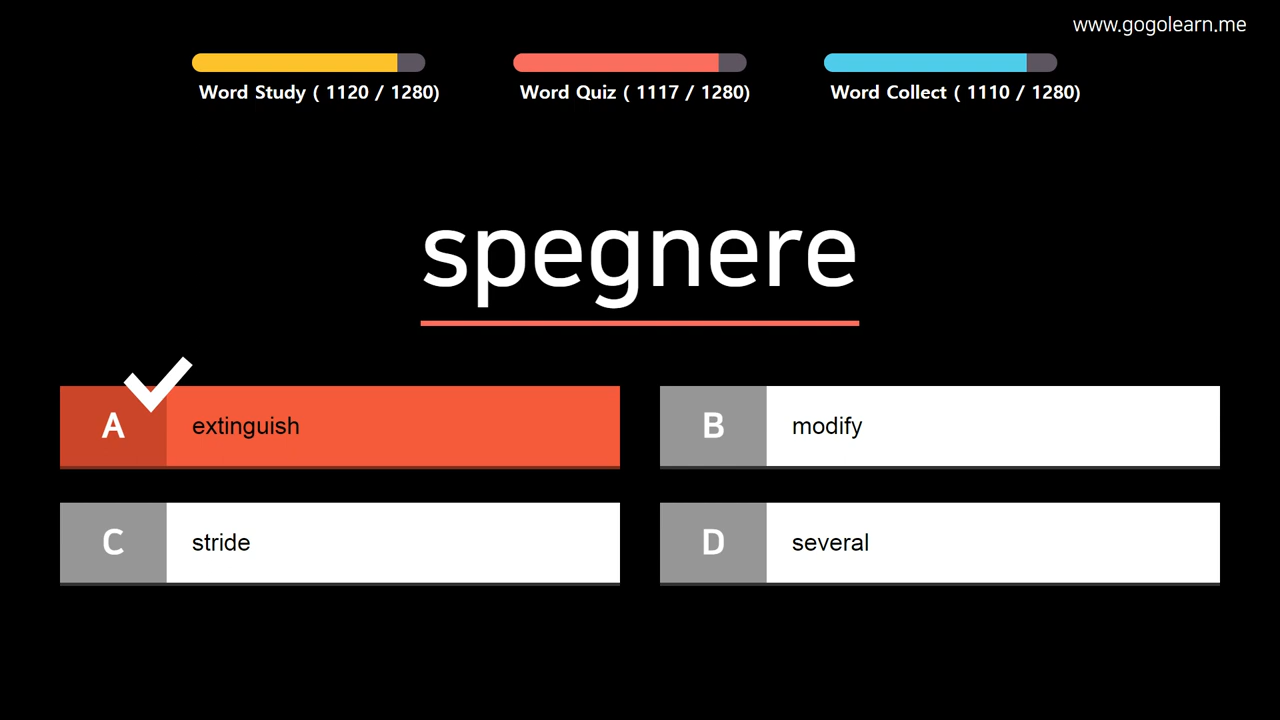 www.gogolearn.me
Word Study ( 1120 / 1280)
Word Quiz ( 1117 / 1280)
Word Collect ( 1110 / 1280)
spegnere
A extinguish
B modify
C stride
D several